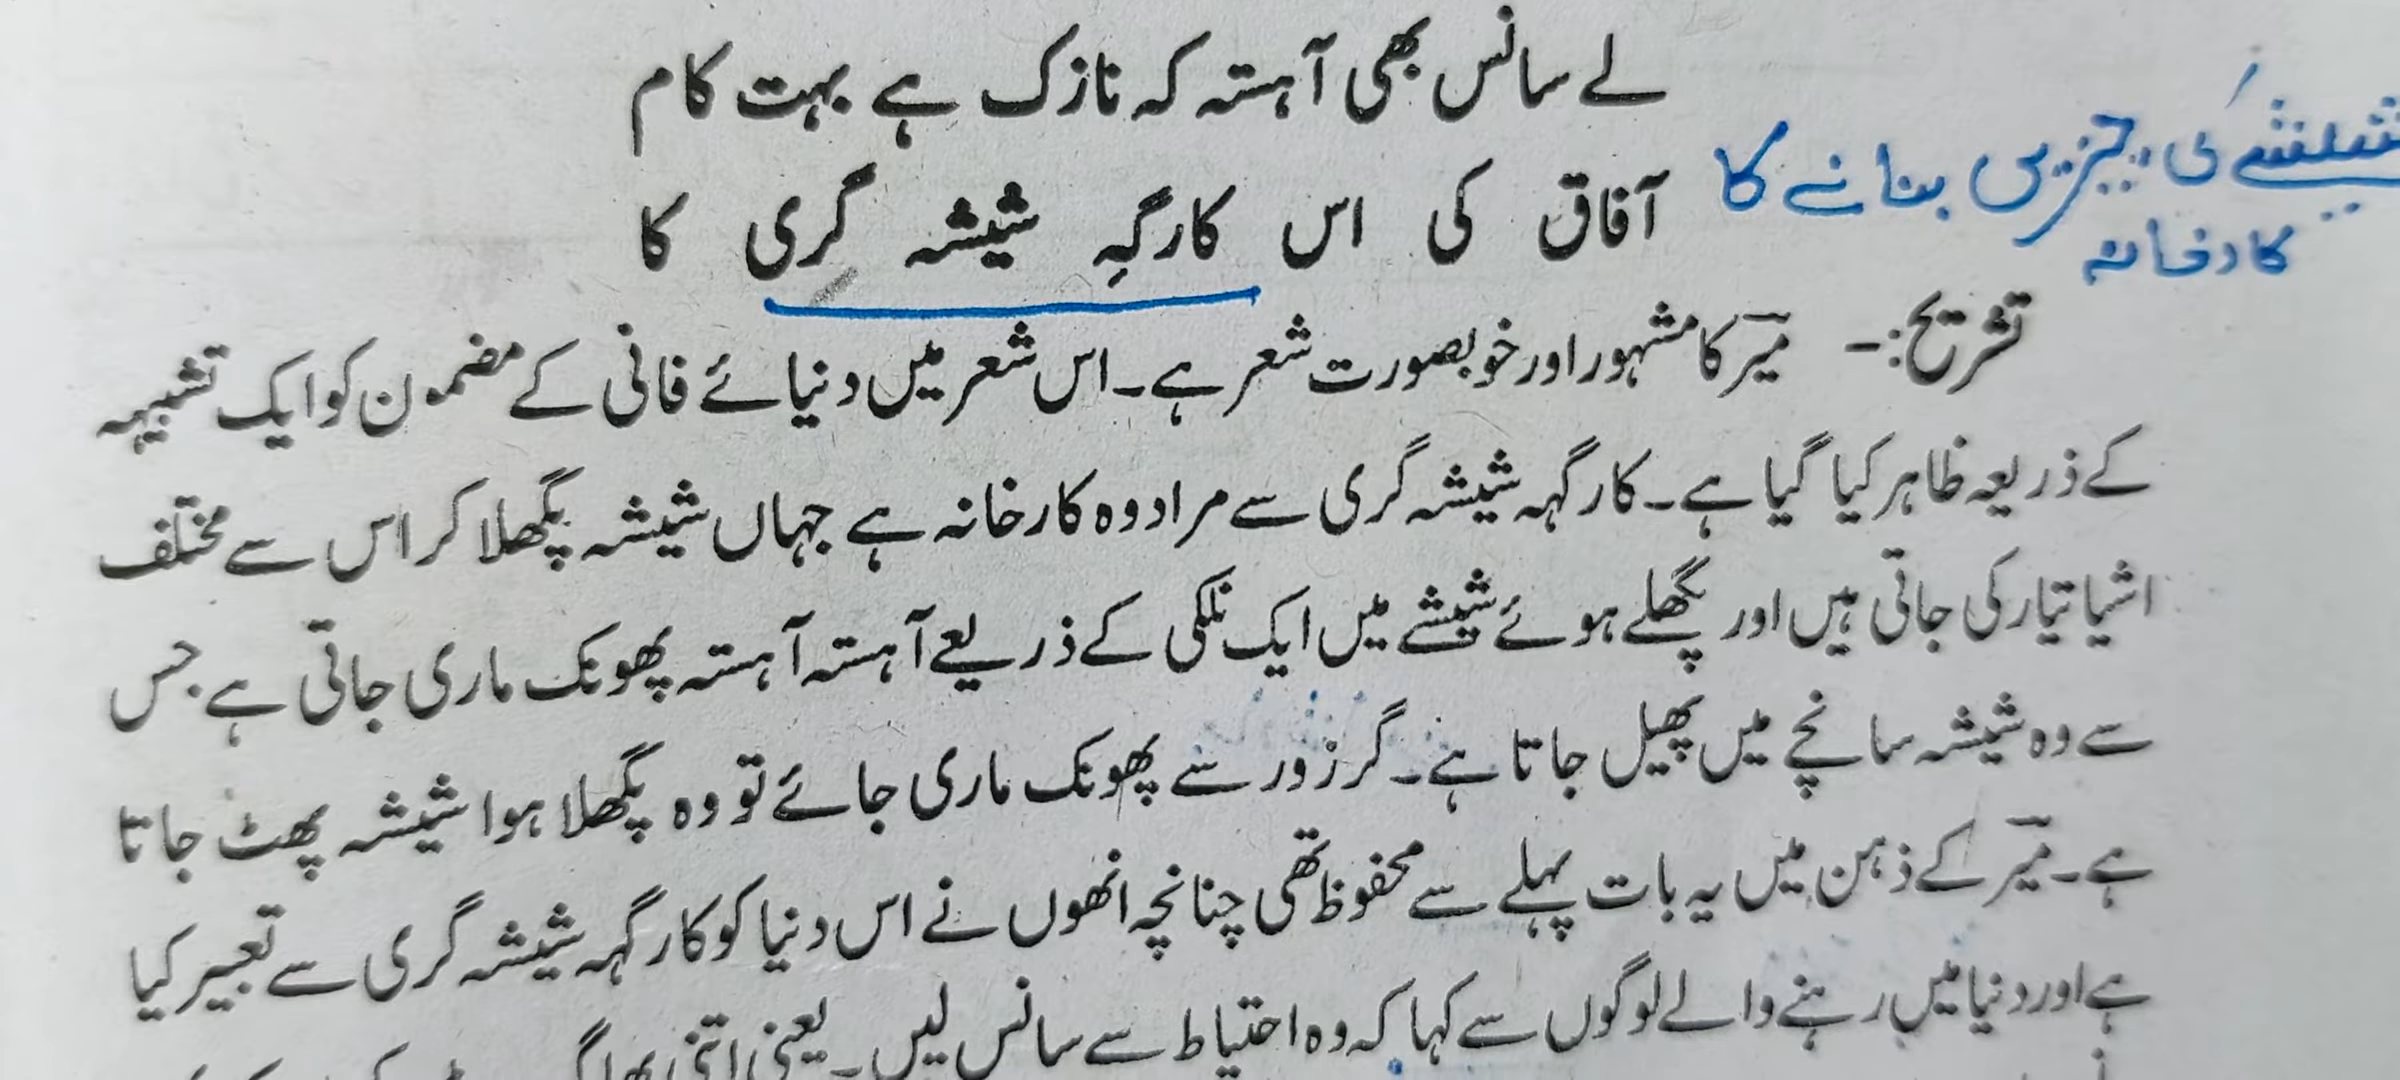 لے سانس بھی آہستہ کہ نازک ہے بہت کام
آفاق کی اس کارگہِ شیشہ گری کا
شیشے کی چیزیں بنانے کا
کارخانہ
تشریح:- میرؔ کا مشہور اور خوبصورت شعر ہے۔ اس شعر میں دنیائے فانی کے مضمون کو ایک تشبیہہ
کے ذریعہ ظاہر کیا گیا ہے۔ کارگہہ شیشہ گری سے مراد وہ کارخانہ ہے جہاں شیشہ پگھلا کر اس سے مختلف
اشیا تیار کی جاتی ہیں اور پگھلے ہوئے شیشے میں ایک نلکی کے ذریعے آہستہ آہستہ پھونک ماری جاتی ہے جس
سے وہ شیشہ سانچے میں پھیل جاتا ہے۔ گر زور سے پھونک ماری جائے تو وہ پگھلا ہوا شیشہ پھٹ جاتا
ہے۔ میرؔ کے ذہن میں یہ بات پہلے سے محفوظ تھی چنانچہ انھوں نے اس دنیا کو کارگہہ شیشہ گری سے تعبیر کیا
ہے اور دنیا میں رہنے والے لوگوں سے کہا کہ وہ احتیاط سے سانس لیں۔ یعنی اتنی